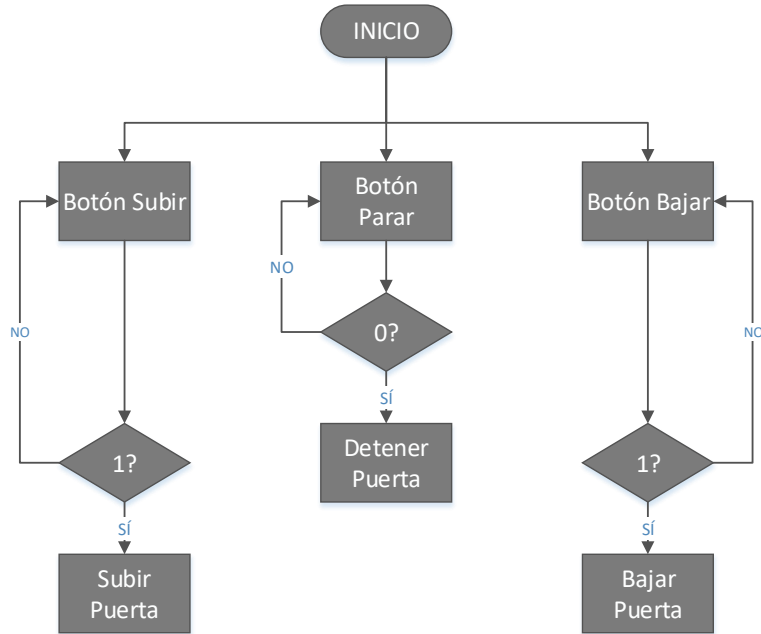 INICIO
Botón Subir
Botón
Parar
Botón Bajar
NO
NO
NO
0?
SÍ
Detener
Puerta
1?
1?
SÍ
SÍ
Subir
Puerta
Bajar
Puerta